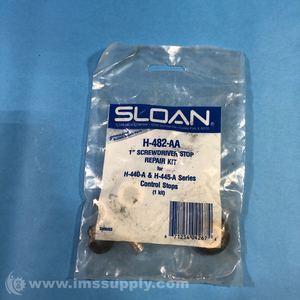 SLOAN
H-482-AA
1" SCREWDRIVER STOP
REPAIR KIT
for
H-440-A & H-445-A Series
Control Stops
(1 kit)
© www.imssupply.com